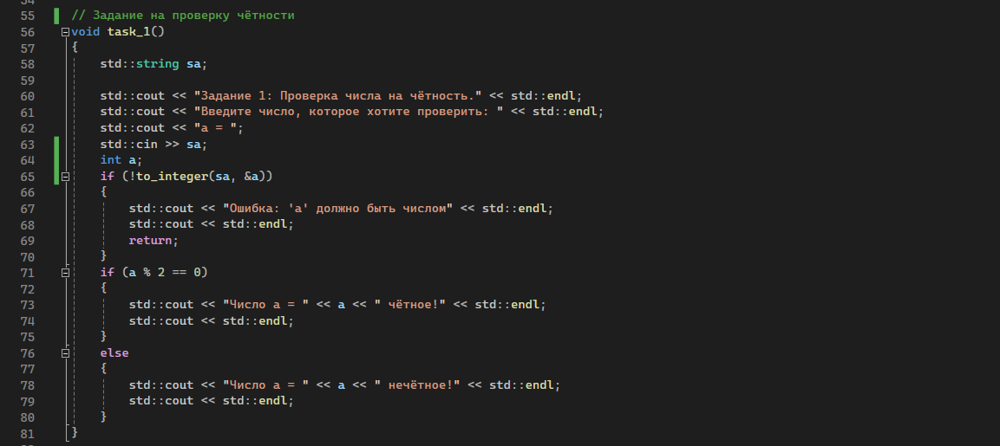 55 // Задание на проверку чётности
56 void task_1()
57 {
58 std::string sa;
59
60 std::cout << "Задание 1: Проверка числа на чётность." << std::endl;
61 std::cout << "Введите число, которое хотите проверить: " << std::endl;
62 std::cout << "a = ";
63 std::cin >> sa;
64 int a;
65 if (!to_integer(sa, &a))
66 {
67 std::cout << "Ошибка: 'a' должно быть числом" << std::endl;
68 std::cout << std::endl;
69 return;
70 }
71 if (a % 2 == 0)
72 {
73 std::cout << "Число a = " << a << " чётное!" << std::endl;
74 std::cout << std::endl;
75 }
76 else
77 {
78 std::cout << "Число a = " << a << " нечётное!" << std::endl;
79 std::cout << std::endl;
80 }
81 }